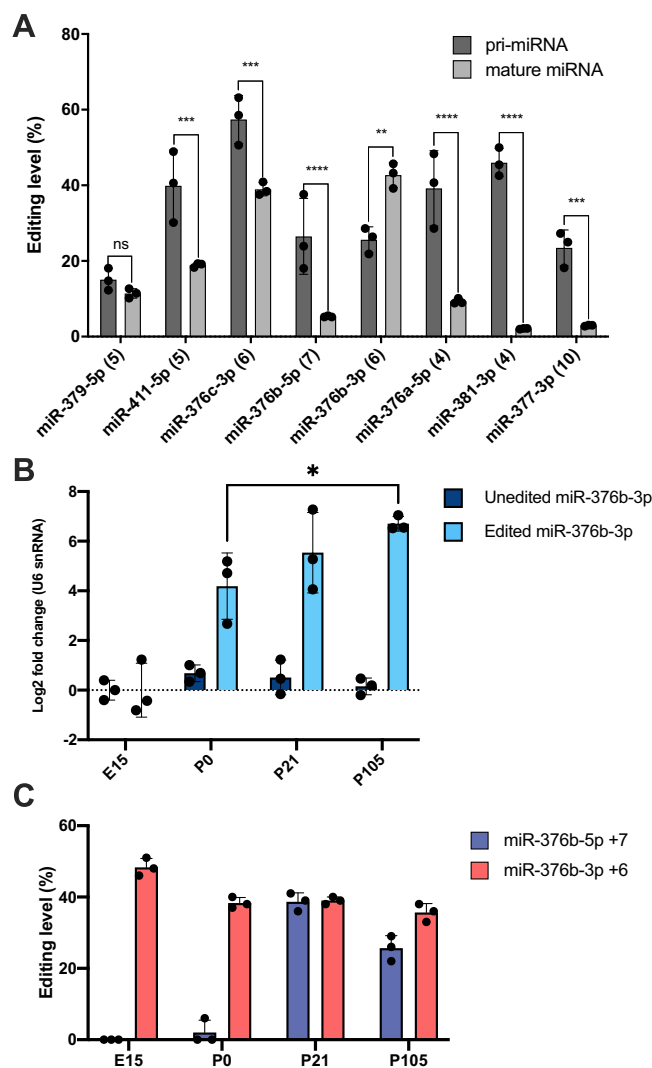 A
80
60
40
20
0
Editing level (%)
pri-miRNA
mature miRNA
ns
***
***
****
**
****
****
***
miR-379-5p (5)
miR-411-5p (5)
miR-376c-3p (6)
miR-376b-5p (7)
miR-376b-3p (6)
miR-376a-5p (4)
miR-381-3p (4)
miR-377-3p (10)
B
8
6
4
2
0
-2
Log2 fold change (U6 snRNA)
*
Unedited miR-376b-3p
Edited miR-376b-3p
E15
P0
P21
P105
C
60
40
20
0
Editing level (%)
miR-376b-5p +7
miR-376b-3p +6
E15
P0
P21
P105